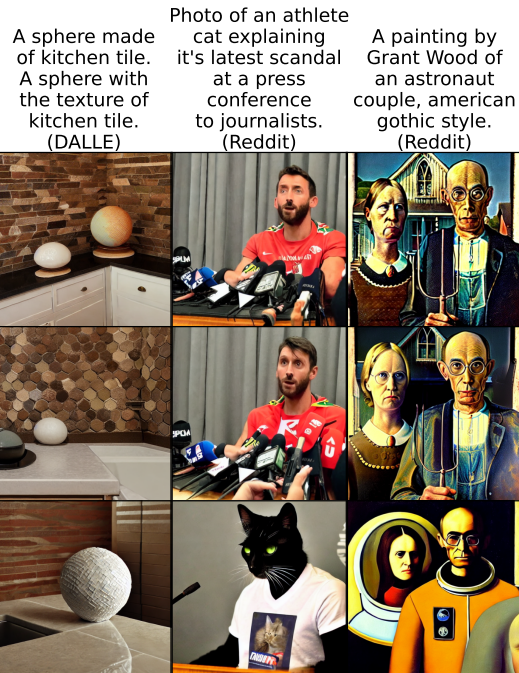 A sphere made
of kitchen tile.
A sphere with
the texture of
kitchen tile.
(DALLE)
Photo of an athlete
cat explaining
it's latest scandal
at a press
conference
to journalists.
(Reddit)
A painting by
Grant Wood of
an astronaut
couple, american
gothic style.
(Reddit)